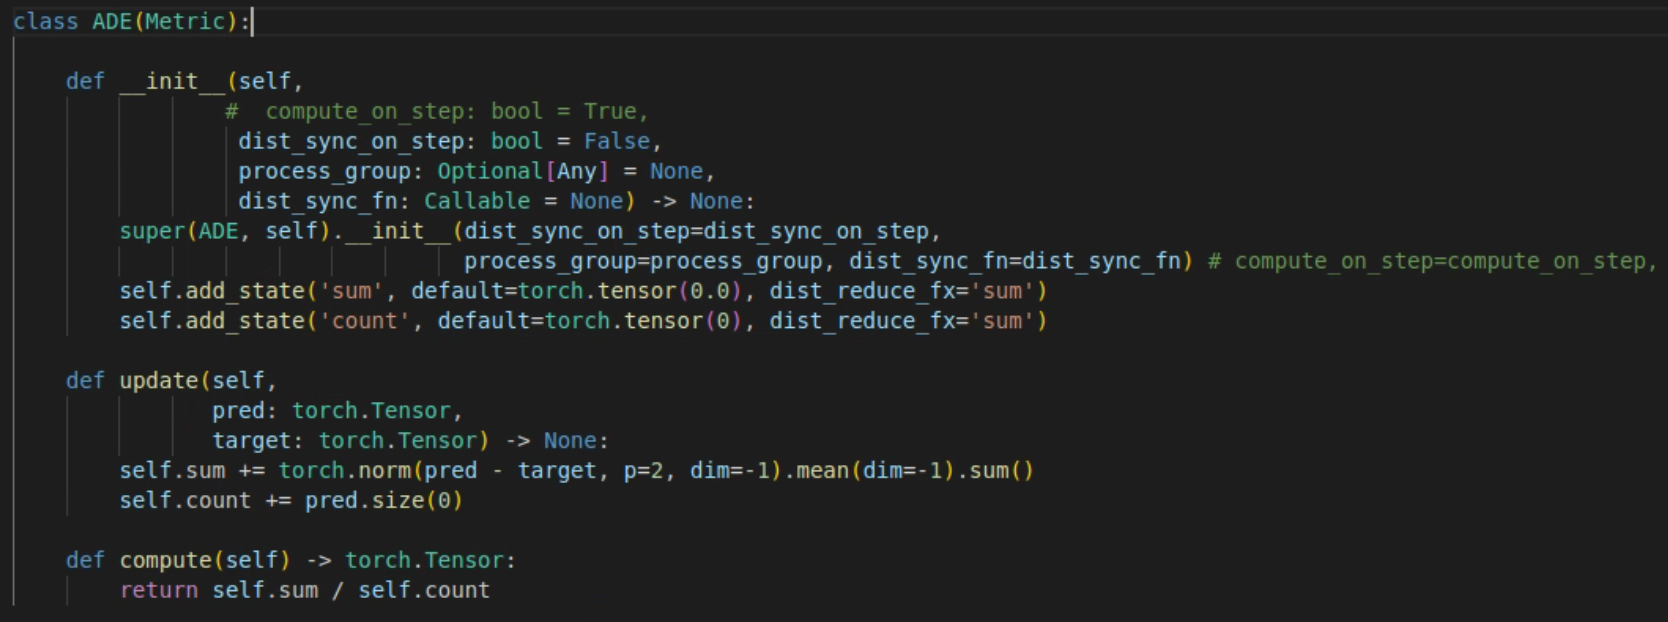 class ADE(Metric):
def __init__(self,
#  compute_on_step: bool = True,
dist_sync_on_step: bool = False,
process_group: Optional[Any] = None,
dist_sync_fn: Callable = None) -> None:
super(ADE, self).__init__(dist_sync_on_step=dist_sync_on_step,
process_group=process_group, dist_sync_fn=dist_sync_fn) # compute_on_step=compute_on_step,
self.add_state('sum', default=torch.tensor(0.0), dist_reduce_fx='sum')
self.add_state('count', default=torch.tensor(0), dist_reduce_fx='sum')
def update(self,
pred: torch.Tensor,
target: torch.Tensor) -> None:
self.sum += torch.norm(pred - target, p=2, dim=-1).mean(dim=-1).sum()
self.count += pred.size(0)
def compute(self) -> torch.Tensor:
return self.sum / self.count